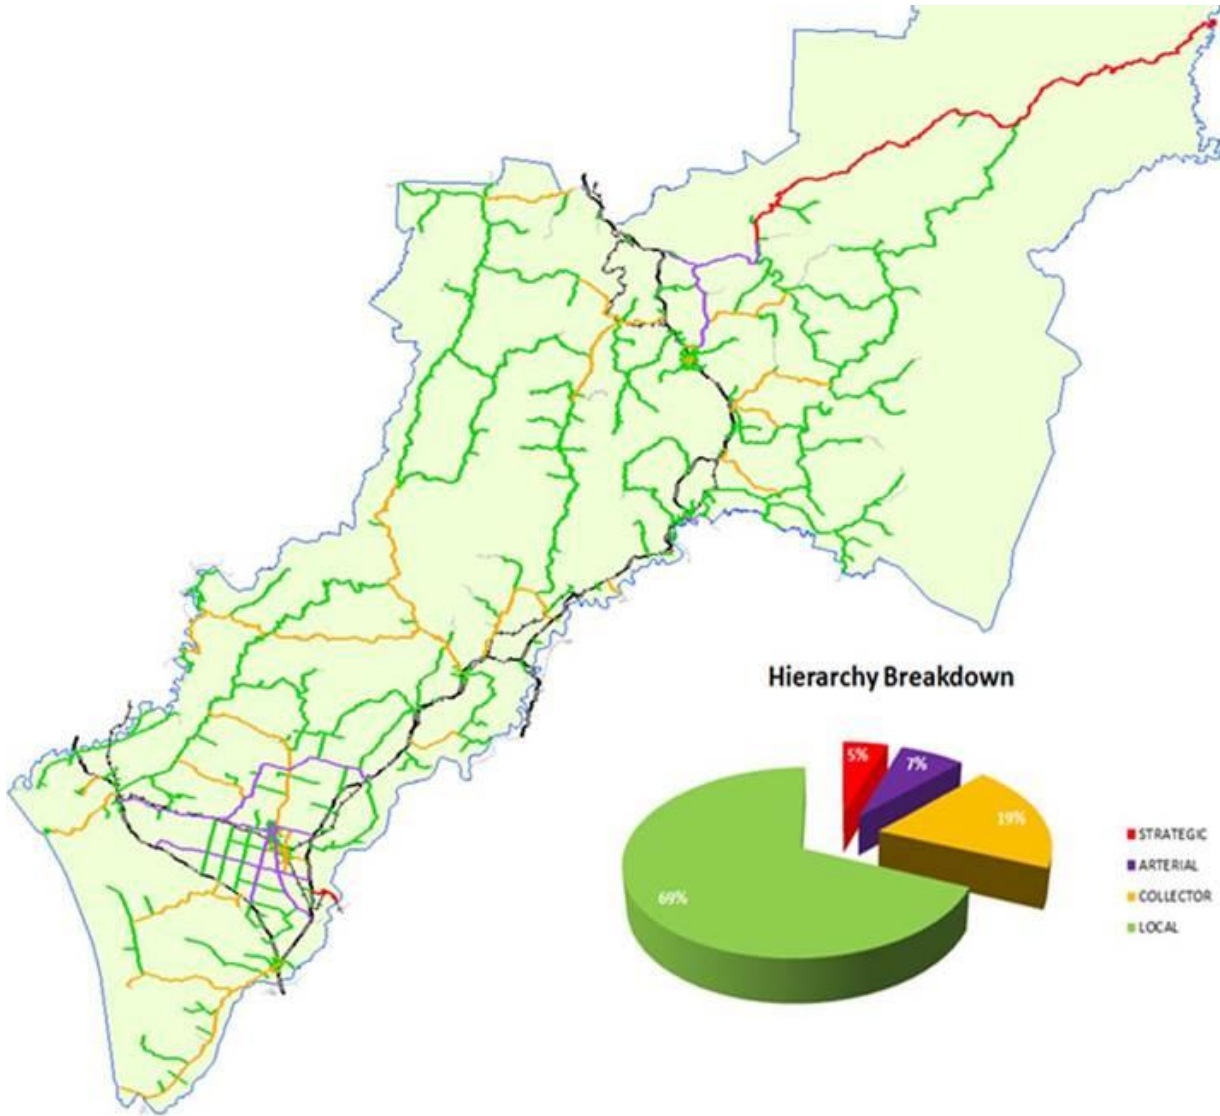 Hierarchy Breakdown
5%
7%
19%
69%
STRATEGIC
ARTERIAL
COLLECTOR
LOCAL